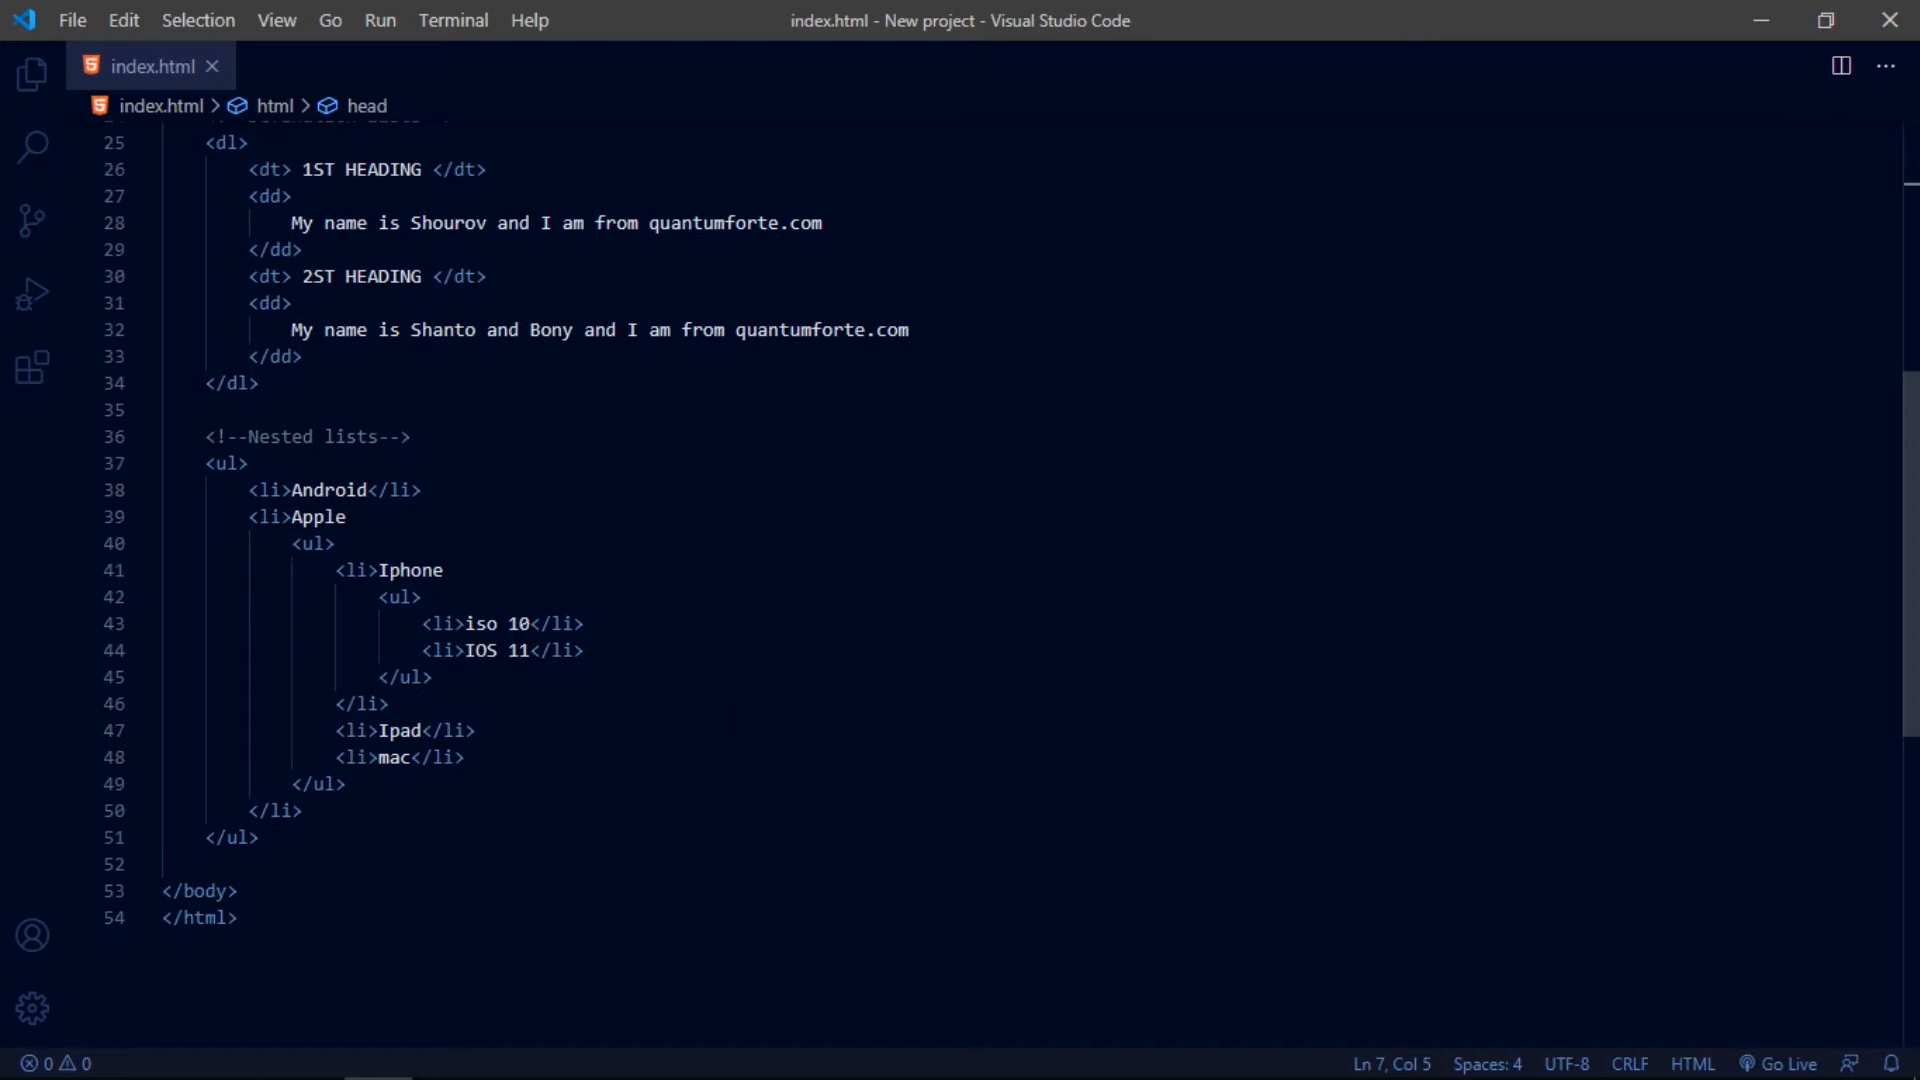 File Edit Selection View Go Run Terminal Help index.html - New project - Visual Studio Code
index.html
index.html > html > head
25 <dl>
26 <dt> 1ST HEADING </dt>
27 <dd>
28 My name is Shourov and I am from quantumforte.com
29 </dd>
30 <dt> 2ST HEADING </dt>
31 <dd>
32 My name is Shanto and Bony and I am from quantumforte.com
33 </dd>
34 </dl>
35
36 <!--Nested lists-->
37 <ul>
38 <li>Android</li>
39 <li>Apple
40 <ul>
41 <li>Iphone
42 <ul>
43 <li>iso 10</li>
44 <li>IOS 11</li>
45 </ul>
46 </li>
47 <li>Ipad</li>
48 <li>mac</li>
49 </ul>
50 </li>
51 </ul>
52
53 </body>
54 </html>
0 0 Ln 7, Col 5 Spaces: 4 UTF-8 CRLF HTML Go Live